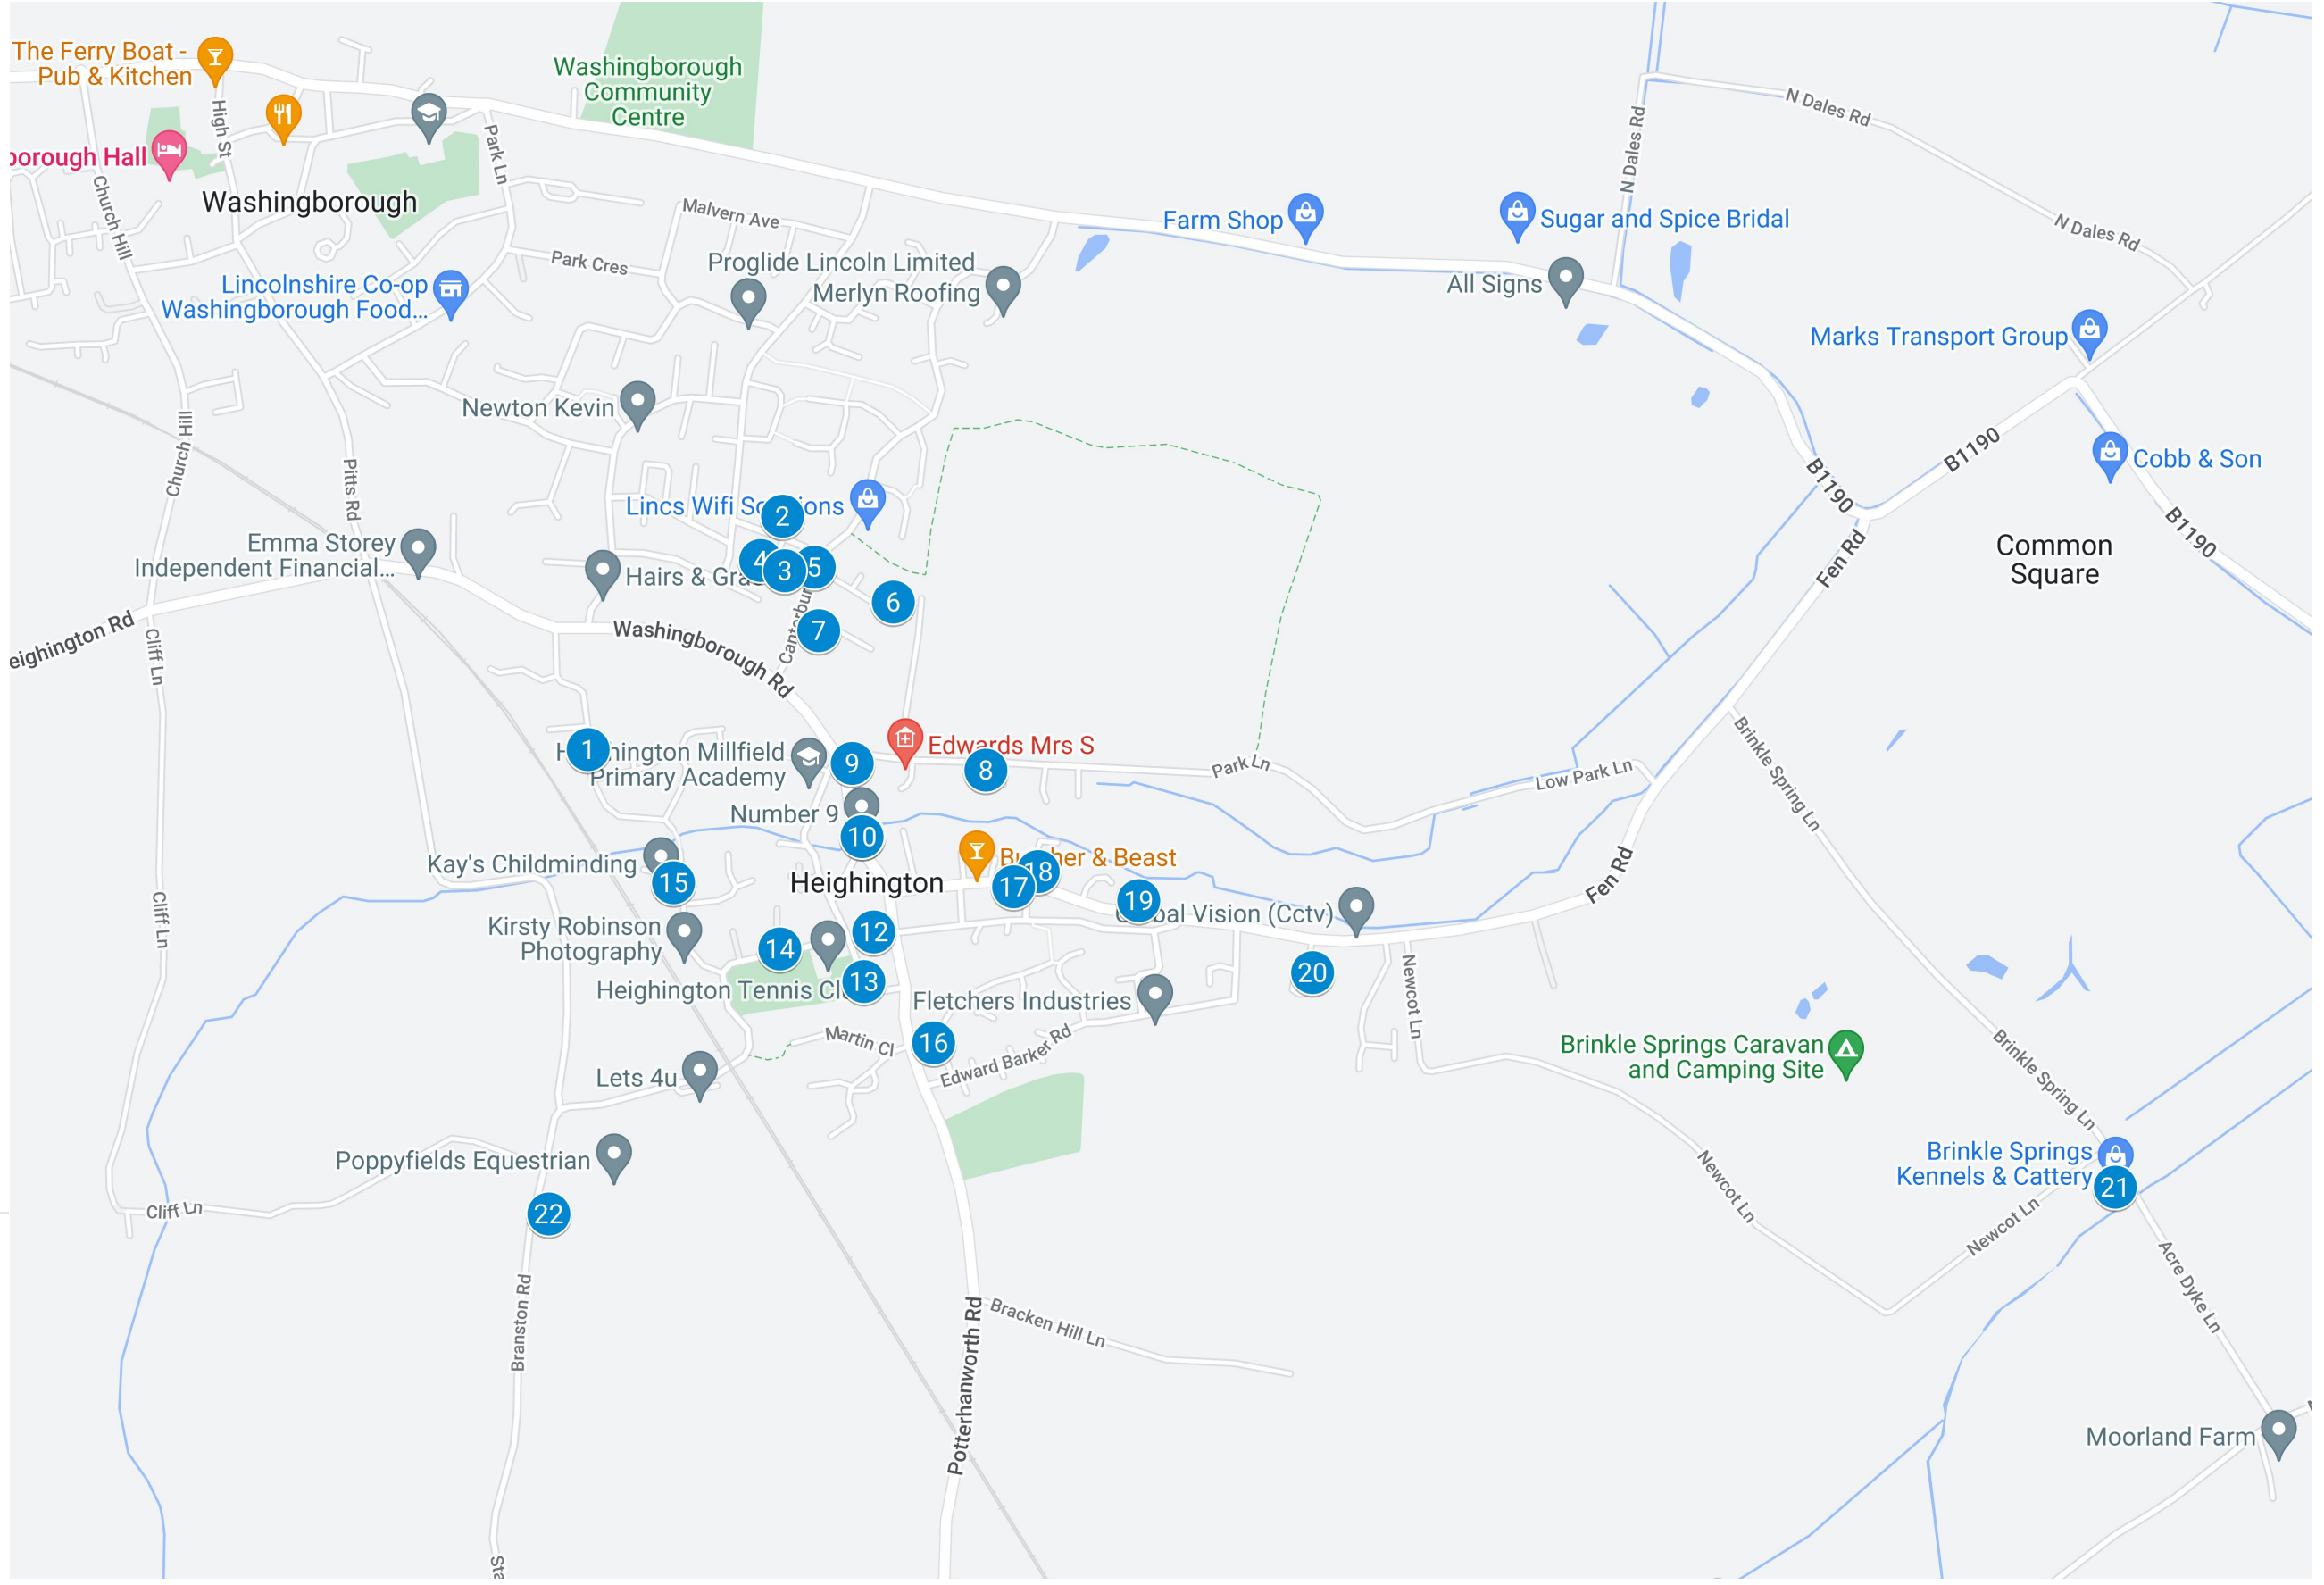 The Ferry Boat -
Pub & Kitchen
Washingborough
Community
Centre
High St
Park Ln
N Dales Rd
N Dales Rd
borough Hall
Church Hill
Washingborough
Malvern Ave
Farm Shop
Sugar and Spice Bridal
N Dales Rd
Park Cres
Proglide Lincoln Limited
Merlyn Roofing
All Signs
Lincolnshire Co-op
Washingborough Food...
Marks Transport Group
Newton Kevin
Church Hill
Pitts Rd
B1190
B1190
Cobb & Son
B1190
Lincs Wifi
2
Emma Storey
Independent Financial...
Hairs &
4
3
5
Common
Square
Fen Rd
6
eighington Rd
Washingborough Rd
7
Cliff Ln
1
Heighington Millfield
Primary Academy
9
Edwards Mrs S
8
Park Ln
Low Park Ln
Brinkle Spring Ln
Number 9
10
Kay's Childminding
15
Heighington
Butcher & Beast
17
18
19
Fen Rd
Cliff Ln
Kirsty Robinson
Photography
14
12
Vision (Cctv)
20
Heighington Tennis
13
Fletchers Industries
Newcot Ln
Martin Cl
16
Edward Barker Rd
Brinkle Springs Caravan
and Camping Site
Brinkle Spring Ln
Lets 4u
Poppyfields Equestrian
Brinkle Springs
Kennels & Cattery
21
Newcot Ln
Newcot Ln
Cliff Ln
22
Acre Dyke Ln
Branston Rd
Potterhanworth Rd
Bracken Hill Ln
Moorland Farm